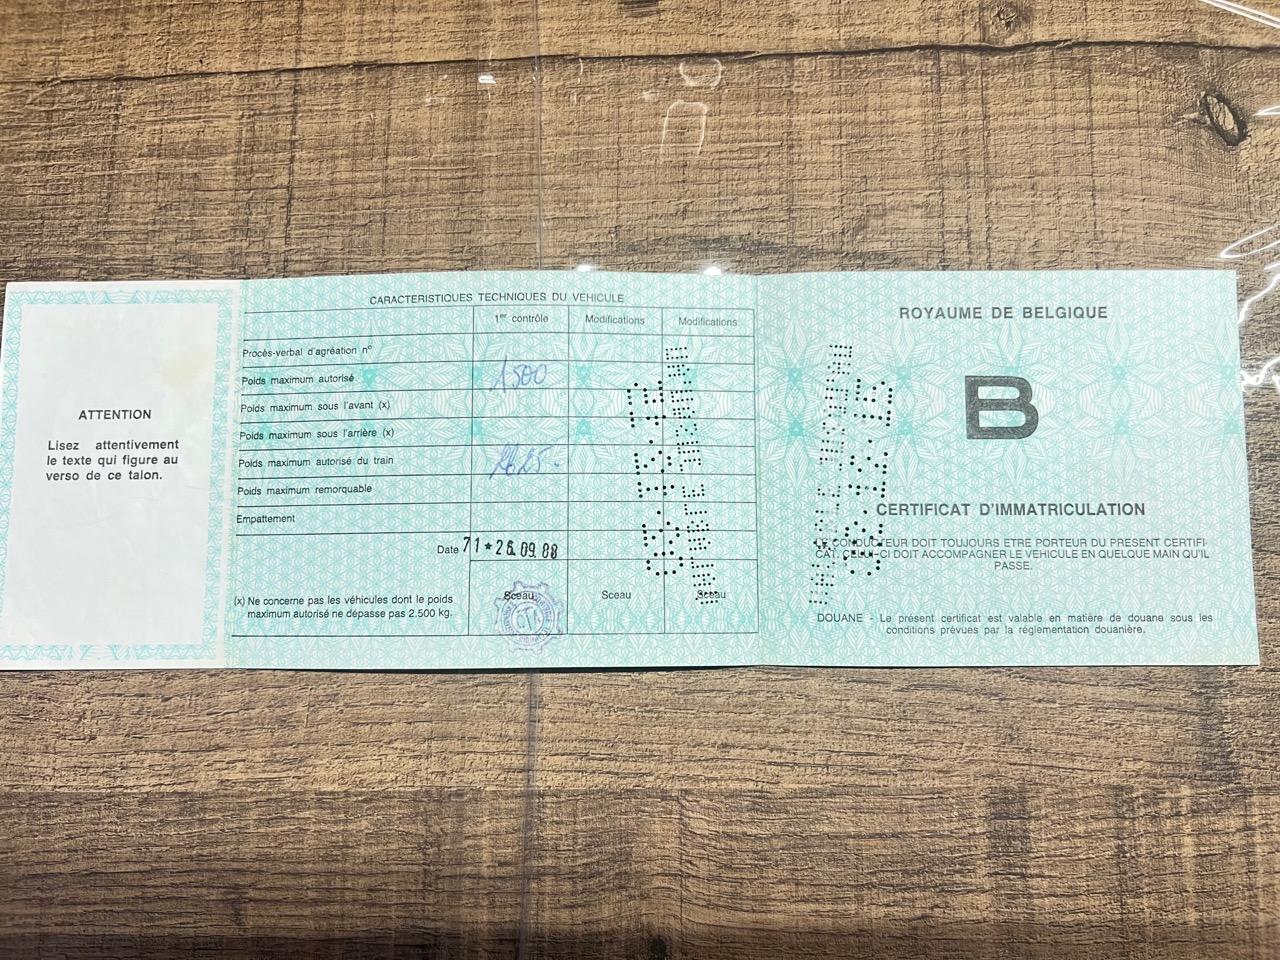 ATTENTION
Lisez attentivement
le texte qui figure au
verso de ce talon.
CARACTERISTIQUES TECHNIQUES DU VEHICULE
1er contrôle
Modifications
Modifications
Procès-verbal d'agréation n°
Poids maximum autorisé 1500
Poids maximum sous l'avant (x)
Poids maximum sous l'arrière (x)
Poids maximum autorisé du train 2625.
Poids maximum remorquable
Empattement
Date 71*26.09.88
(x) Ne concerne pas les véhicules dont le poids
maximum autorisé ne dépasse pas 2.500 kg.
Sceau
Sceau
Sceau
ROYAUME DE BELGIQUE
B
CERTIFICAT D'IMMATRICULATION
LE CONDUCTEUR DOIT TOUJOURS ETRE PORTEUR DU PRESENT CERTIFI-
CAT. CELUI-CI DOIT ACCOMPAGNER LE VEHICULE EN QUELQUE MAIN QU'IL
PASSE.
DOUANE - Le présent certificat est valable en matière de douane sous les
conditions prévues par la réglementation douanière.